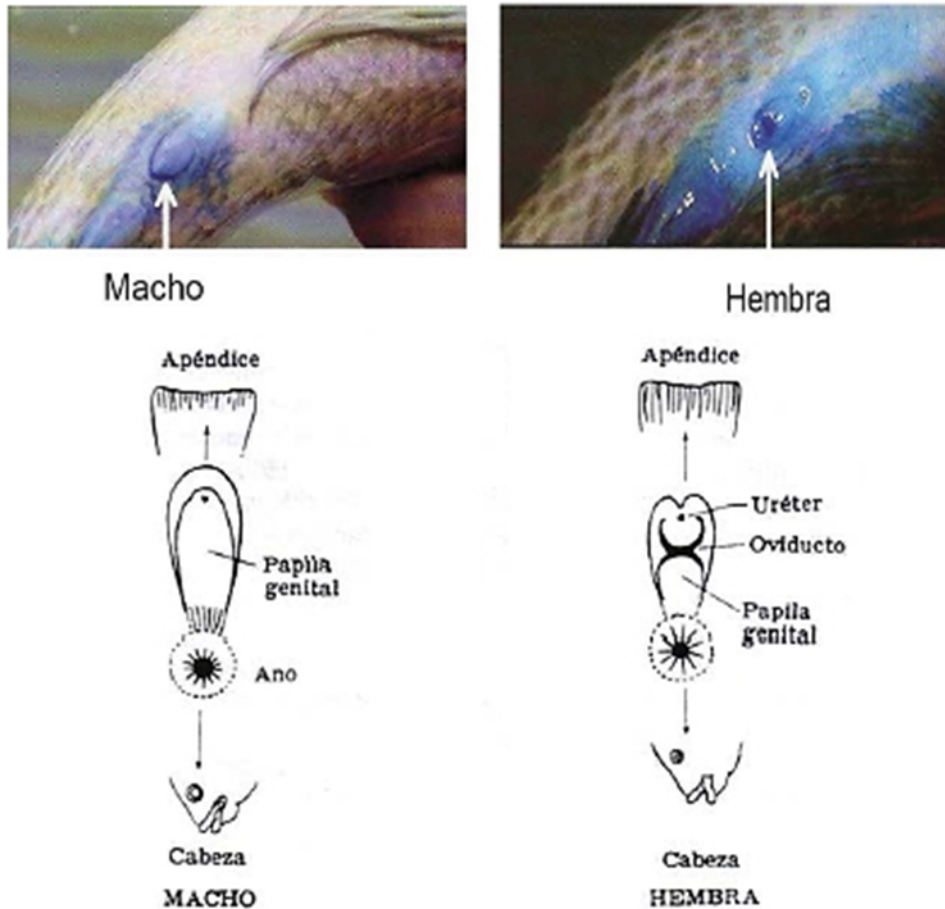 Macho
Hembra
Apéndice
Papila
genital
Ano
Cabeza
MACHO
Apéndice
Uréter
Oviducto
Papila
genital
Cabeza
HEMBRA